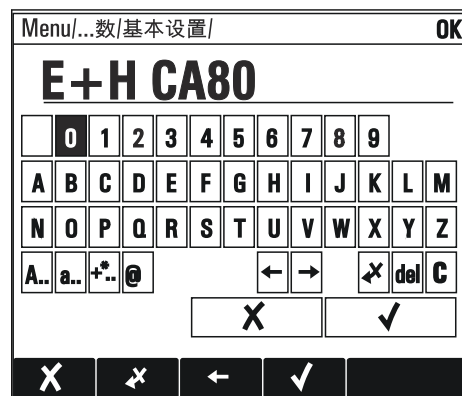 Menu/...数/基本设置/ OK
E+H CA80
0 1 2 3 4 5 6 7 8 9
A B C D E F G H I J K L M
N O P Q R S T U V W X Y Z
A.. a.. +*.. @ ← → del C
✗ ✓
✗ ← ✓